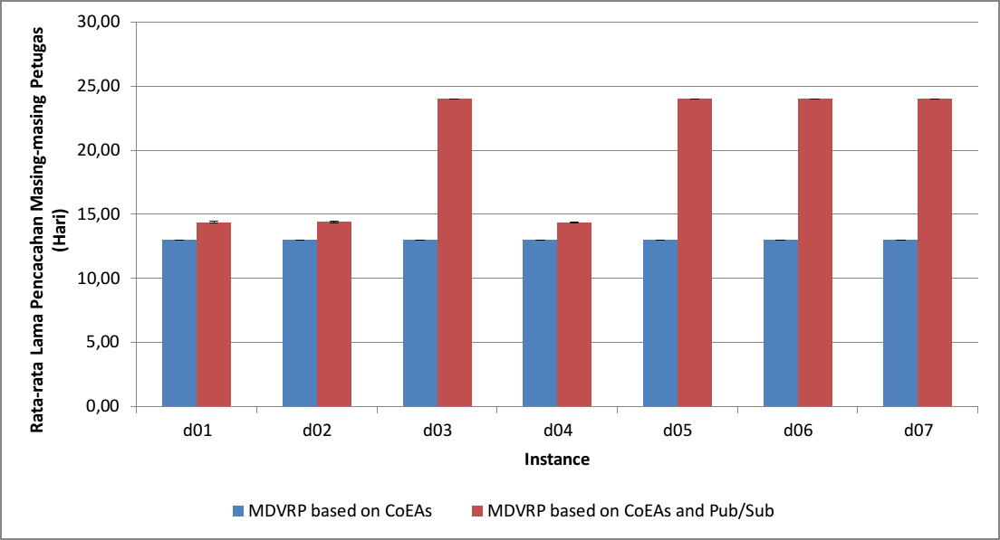 Rata-rata Lama Pencacahan Masing-masing Petugas
(Hari)
30,00
25,00
20,00
15,00
10,00
5,00
0,00
d01 d02 d03 d04 d05 d06 d07
Instance
MDVRP based on CoEAs MDVRP based on CoEAs and Pub/Sub